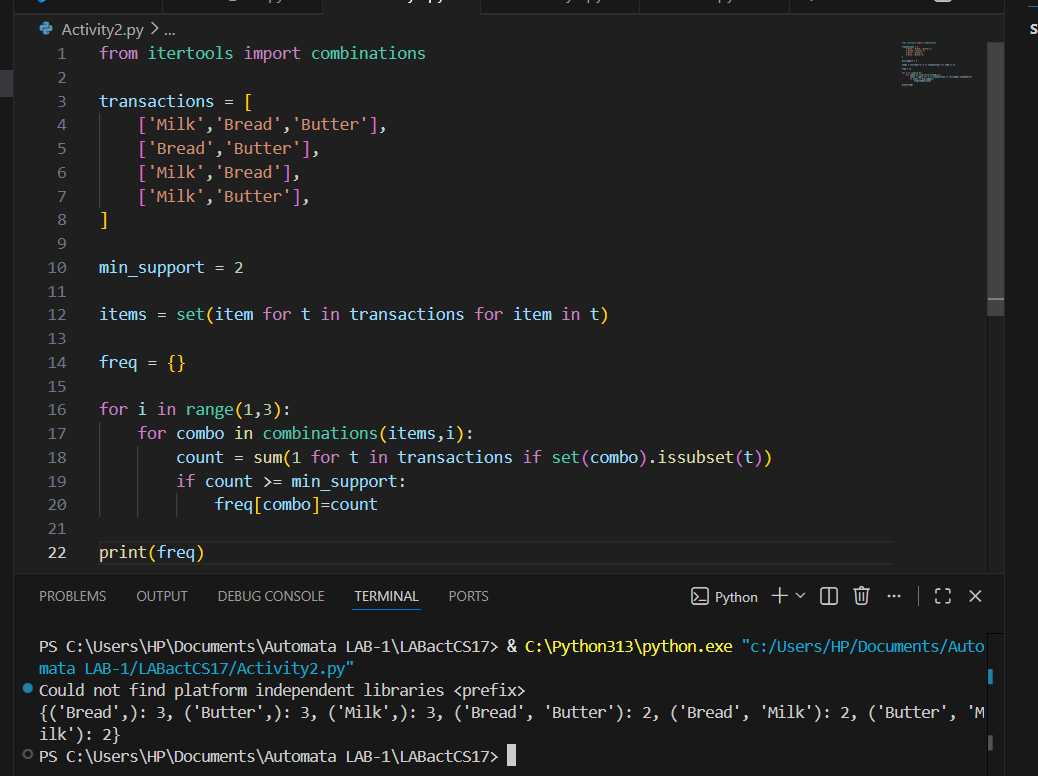 Activity2.py > ...
1 from itertools import combinations
2
3 transactions = [
4     ['Milk','Bread','Butter'],
5     ['Bread','Butter'],
6     ['Milk','Bread'],
7     ['Milk','Butter'],
8 ]
9
10 min_support = 2
11
12 items = set(item for t in transactions for item in t)
13
14 freq = {}
15
16 for i in range(1,3):
17     for combo in combinations(items,i):
18         count = sum(1 for t in transactions if set(combo).issubset(t))
19         if count >= min_support:
20             freq[combo]=count
21
22 print(freq)
PROBLEMS OUTPUT DEBUG CONSOLE TERMINAL PORTS Python
PS C:\Users\HP\Documents\Automata LAB-1\LABactCS17> & C:\Python313\python.exe "c:/Users/HP/Documents/Auto
mata LAB-1/LABactCS17/Activity2.py"
Could not find platform independent libraries <prefix>
{('Bread',): 3, ('Butter',): 3, ('Milk',): 3, ('Bread', 'Butter'): 2, ('Bread', 'Milk'): 2, ('Butter', 'M
ilk'): 2}
PS C:\Users\HP\Documents\Automata LAB-1\LABactCS17>